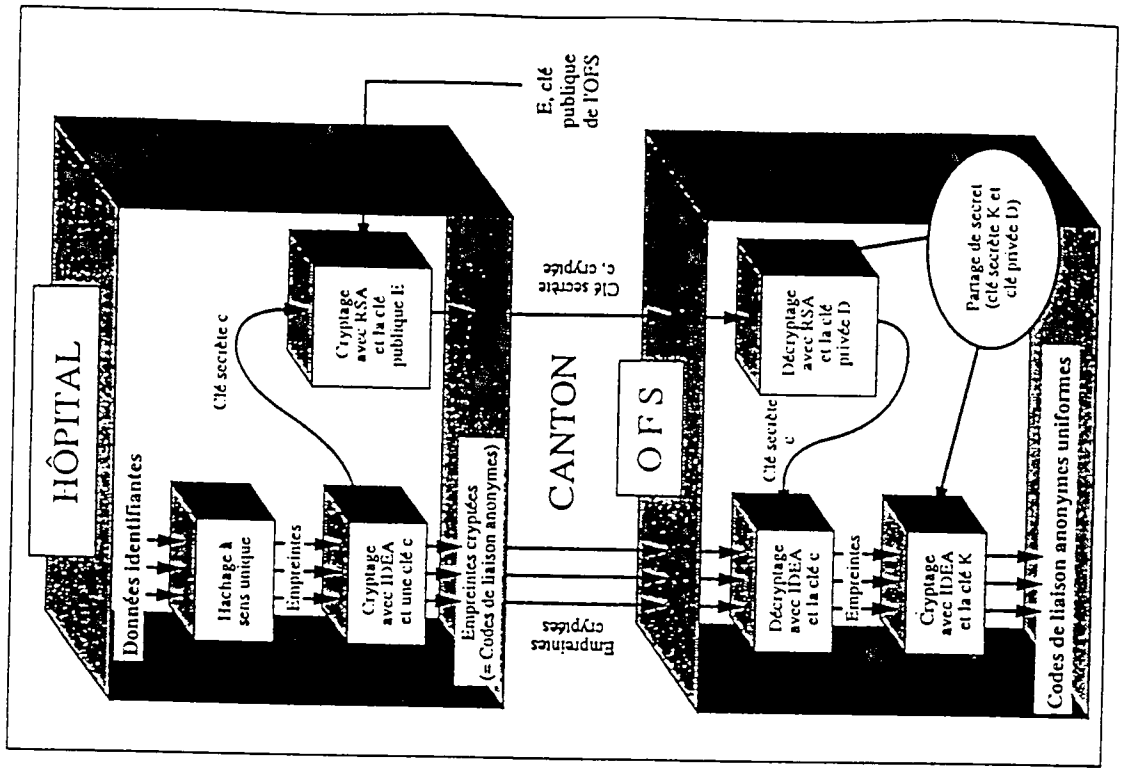 HÔPITAL
Données identifiantes
Hachage à
sens unique
Empreintes
Cryptage
avec IDEA
et une clé c
Clé secrète c
Cryptage
avec RSA
et la clé
publique E
E, clé
publique
de l'OFS
Empreintes cryptées
(= Codes de liaison anonymes)
Empreintes
cryptées
CANTON
Clé secrète
c, cryptée
OFS
Décryptage
avec IDEA
et la clé c
Clé secrète
c
Décryptage
avec RSA
et la clé
privée D
Empreintes
Cryptage
avec IDEA
et la clé K
Partage de secret
(clé secrète K et
clé privée D)
Codes de liaison anonymes uniformes